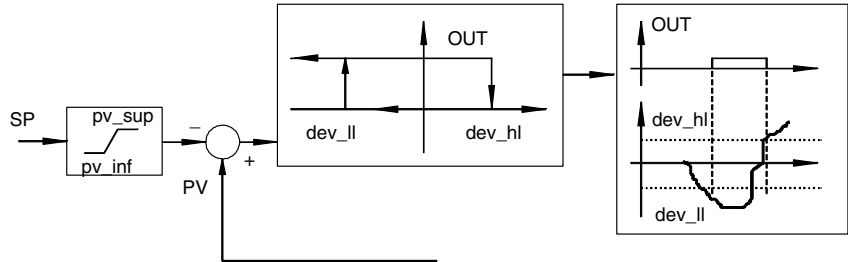 SP
pv_sup
pv_inf
−
+
PV
OUT
dev_ll
dev_hl
OUT
dev_hl
dev_ll